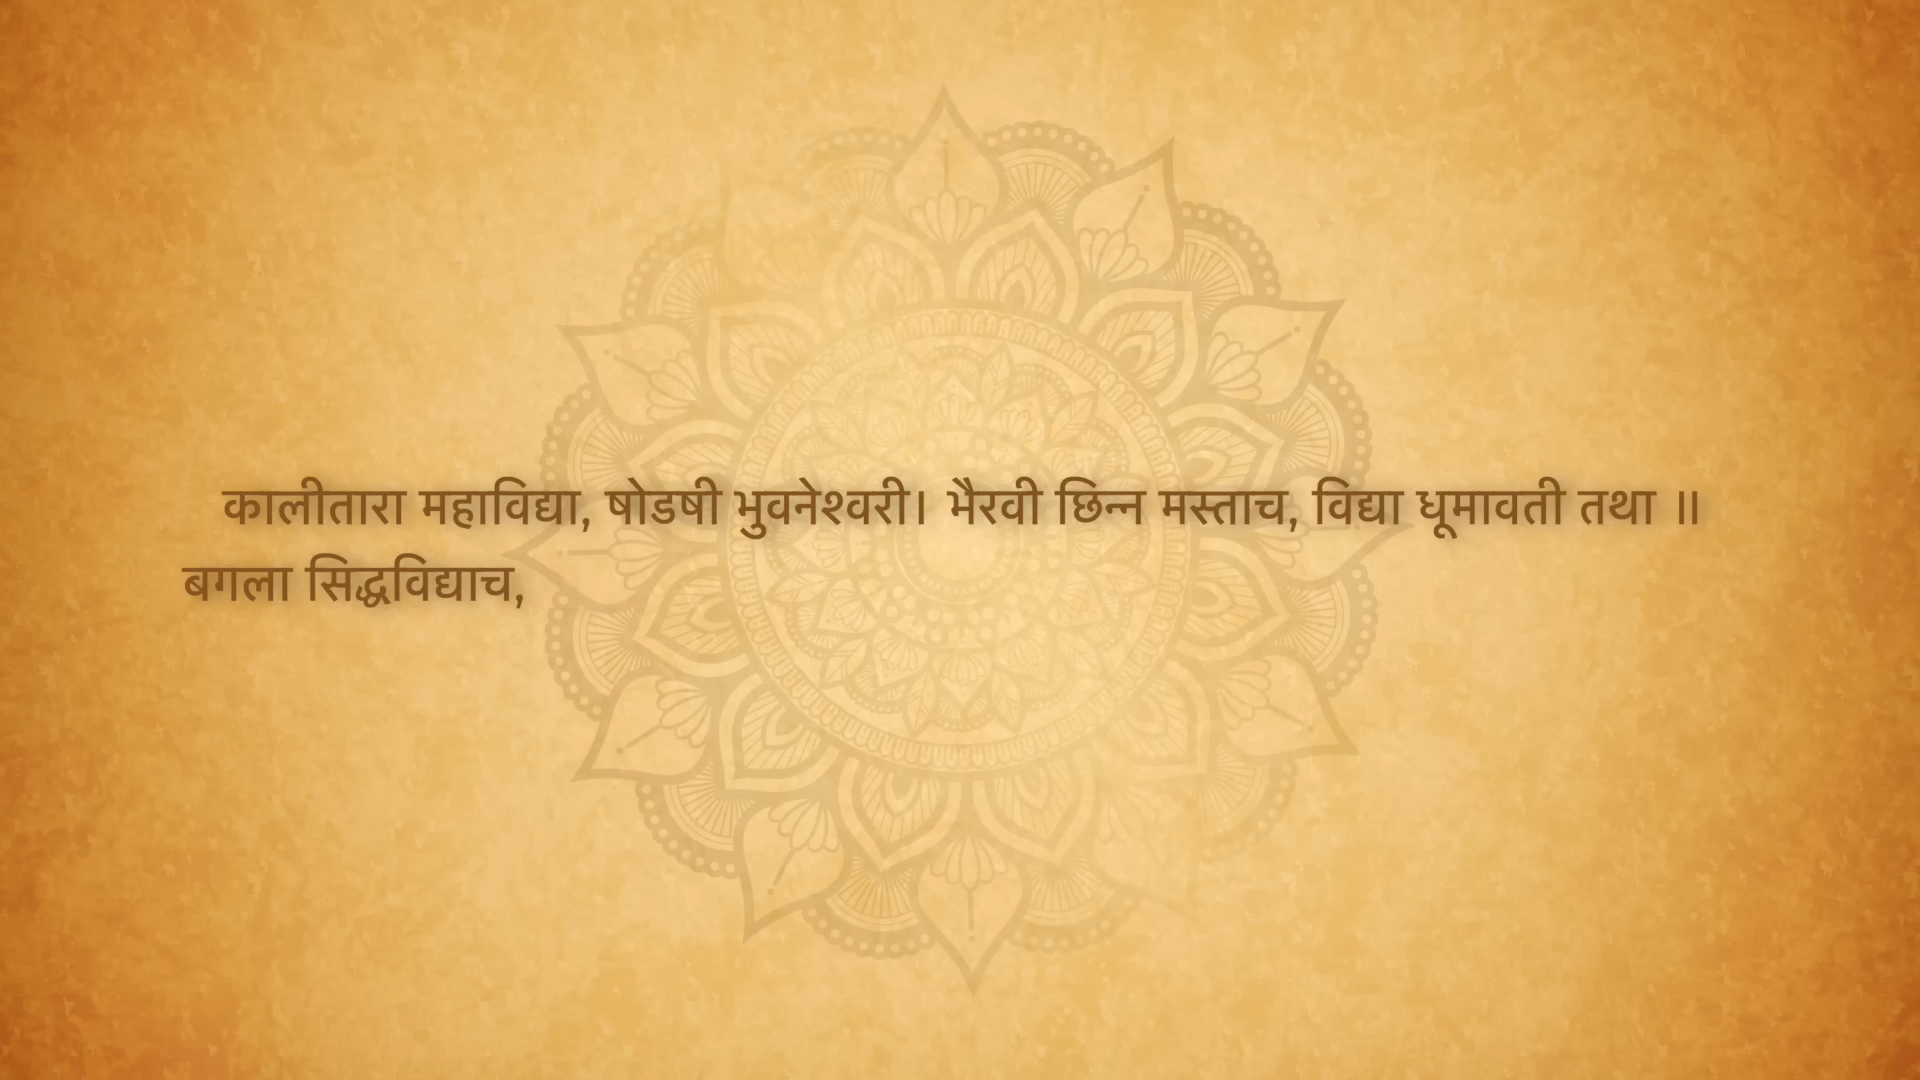 कालीतारा महाविद्या, षोडषी भुवनेश्वरी। भैरवी छिन्न मस्ताच, विद्या धूमावती तथा ॥
बगला सिद्धविद्याच,